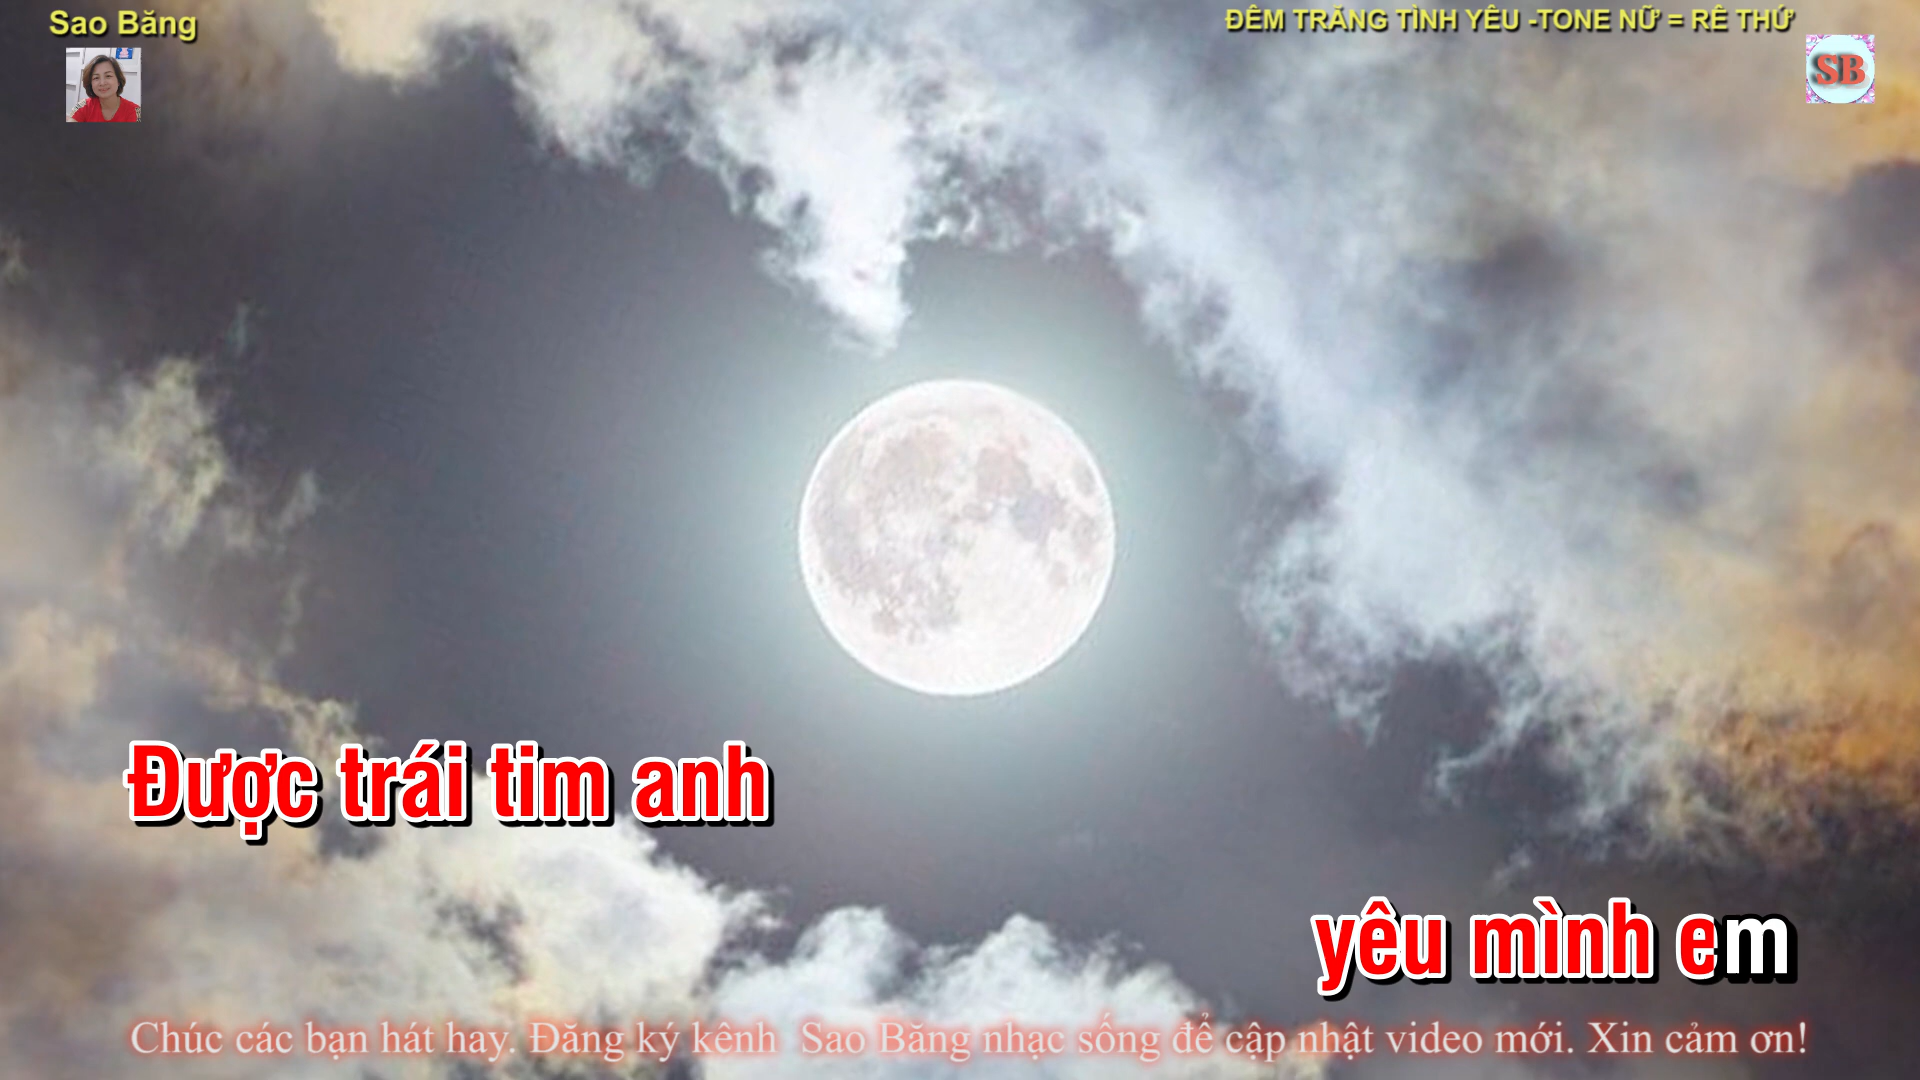 Sao Băng
ĐÊM TRĂNG TÌNH YÊU -TONE NỮ = RÊ THỨ
SB
Được trái tim anh
yêu mình em
Chúc các bạn hát hay. Đăng ký kênh Sao Băng nhạc sống để cập nhật video mới. Xin cảm ơn!